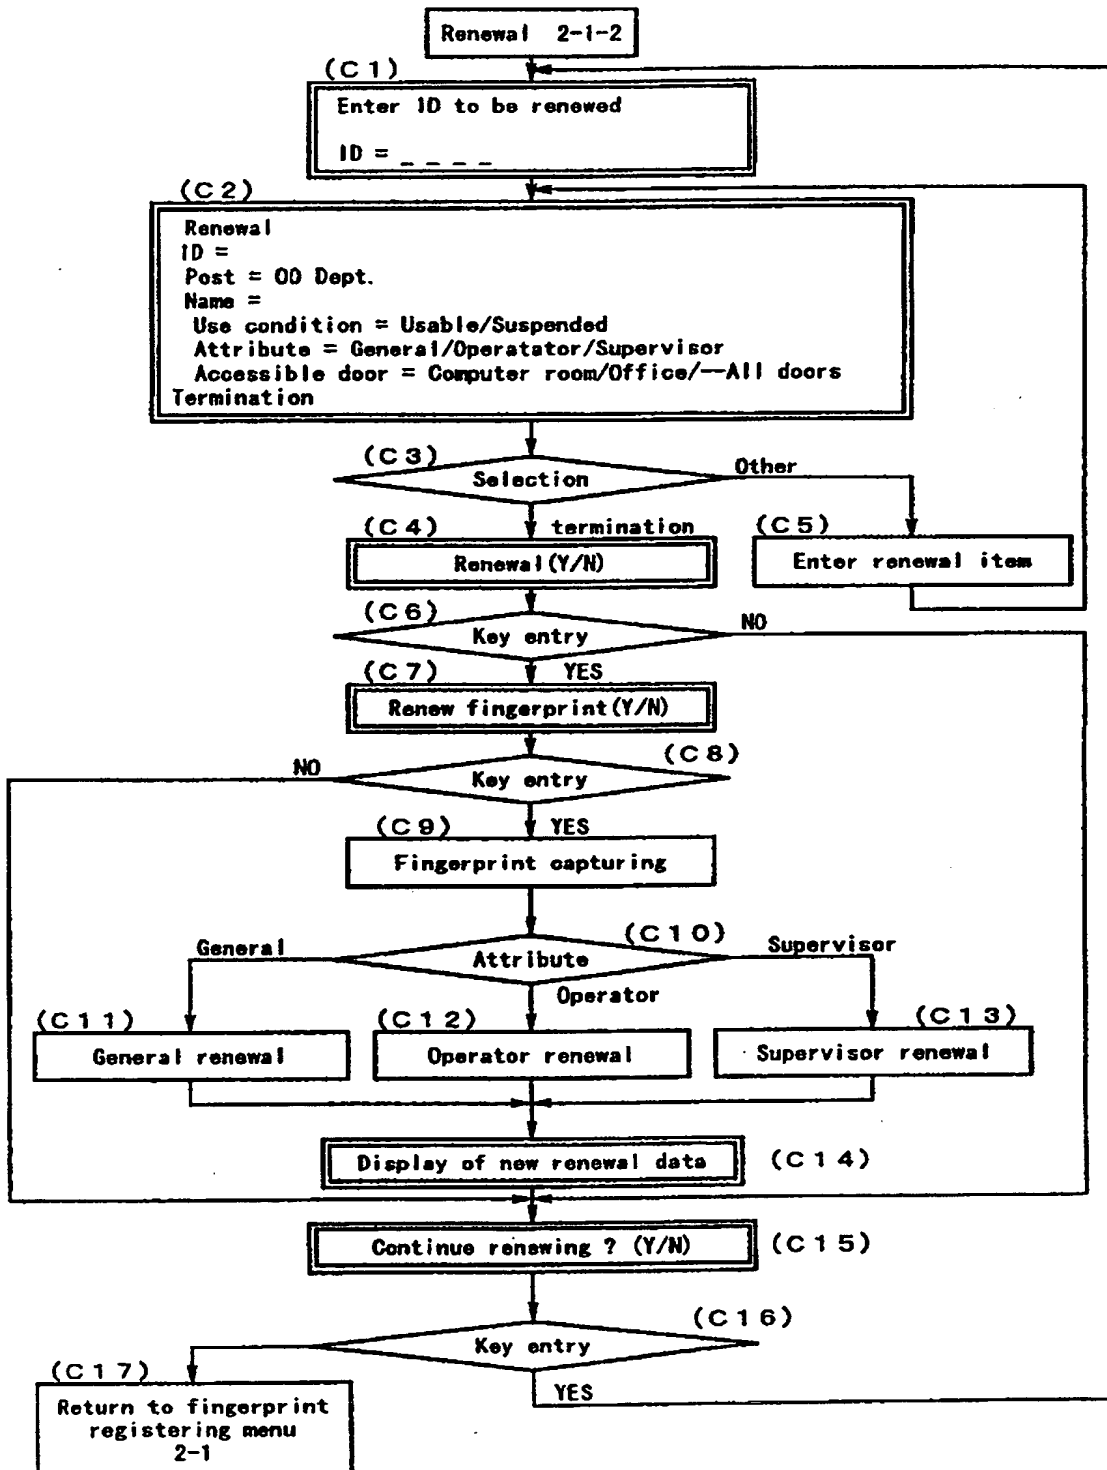 Renewal 2-1-2
(C1)
Enter ID to be renewed
ID = _ _ _ _
(C2)
Renewal
ID =
Post = OO Dept.
Name =
Use condition = Usable/Suspended
Attribute = General/Operatator/Supervisor
Accessible door = Computer room/Office/--All doors
Termination
(C3)
Selection
Other
(C4)
termination
(C5)
Renewal(Y/N)
Enter renewal item
(C6)
Key entry
NO
(C7)
YES
Renew fingerprint(Y/N)
(C8)
NO
Key entry
(C9)
YES
Fingerprint capturing
(C10)
General
Attribute
Supervisor
Operator
(C11)
(C12)
(C13)
General renewal
Operator renewal
Supervisor renewal
Display of new renewal data
(C14)
Continue renewing ? (Y/N)
(C15)
(C16)
Key entry
(C17)
YES
Return to fingerprint
registering menu
2-1